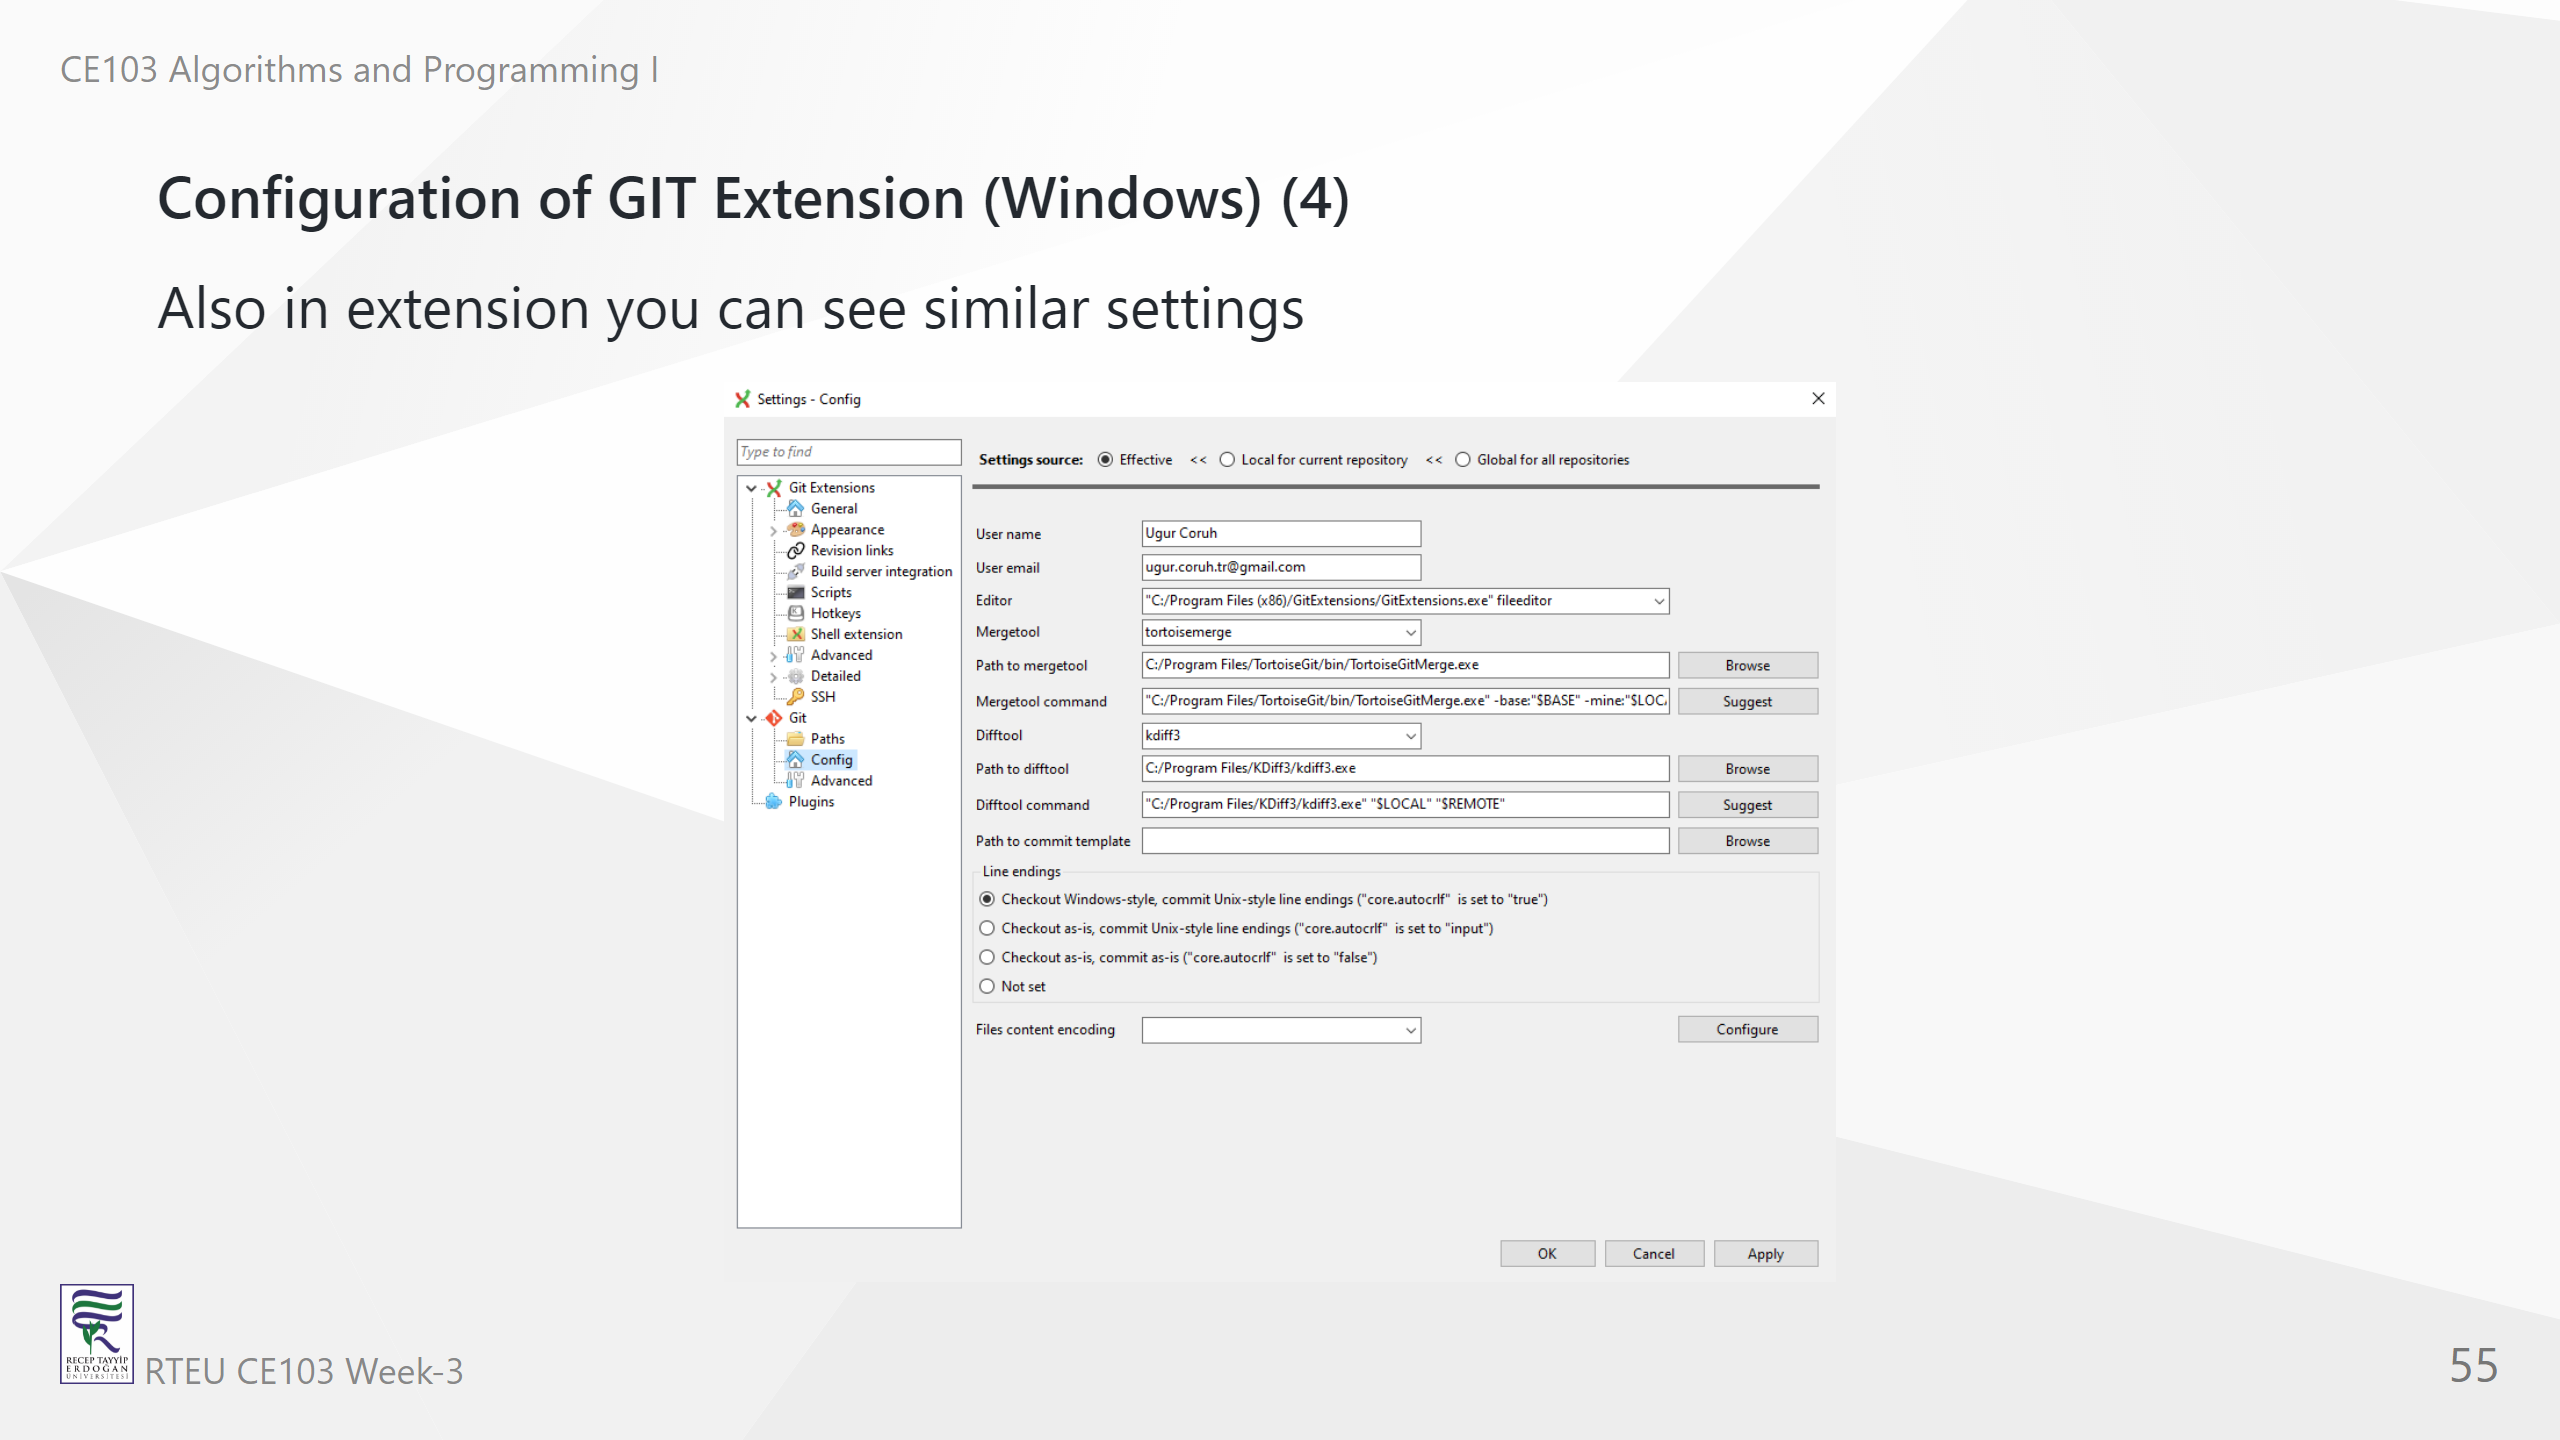 CE103 Algorithms and Programming I
Configuration of GIT Extension (Windows) (4)
Also in extension you can see similar settings
Settings - Config
Type to find
Git Extensions
General
Appearance
Revision links
Build server integration
Scripts
Hotkeys
Shell extension
Advanced
Detailed
SSH
Git
Paths
Config
Advanced
Plugins
Settings source: Effective << Local for current repository << Global for all repositories
User name Ugur Coruh
User email ugur.coruh.tr@gmail.com
Editor "C:/Program Files (x86)/GitExtensions/GitExtensions.exe" fileeditor
Mergetool tortoisemerge
Path to mergetool C:/Program Files/TortoiseGit/bin/TortoiseGitMerge.exe Browse
Mergetool command "C:/Program Files/TortoiseGit/bin/TortoiseGitMerge.exe" -base:"$BASE" -mine:"$LOCA Suggest
Difftool kdiff3
Path to difftool C:/Program Files/KDiff3/kdiff3.exe Browse
Difftool command "C:/Program Files/KDiff3/kdiff3.exe" "$LOCAL" "$REMOTE" Suggest
Path to commit template Browse
Line endings
Checkout Windows-style, commit Unix-style line endings ("core.autocrlf" is set to "true")
Checkout as-is, commit Unix-style line endings ("core.autocrlf" is set to "input")
Checkout as-is, commit as-is ("core.autocrlf" is set to "false")
Not set
Files content encoding Configure
OK Cancel Apply
RECEP TAYYİP
ERDOĞAN
ÜNİVERSİTESİ
RTEU CE103 Week-3
55